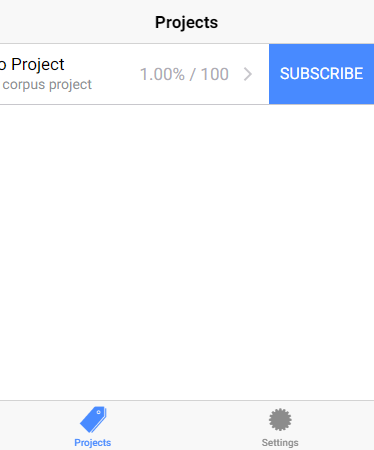 Projects
o Project
1.00% / 100
SUBSCRIBE
corpus project
Projects
Settings